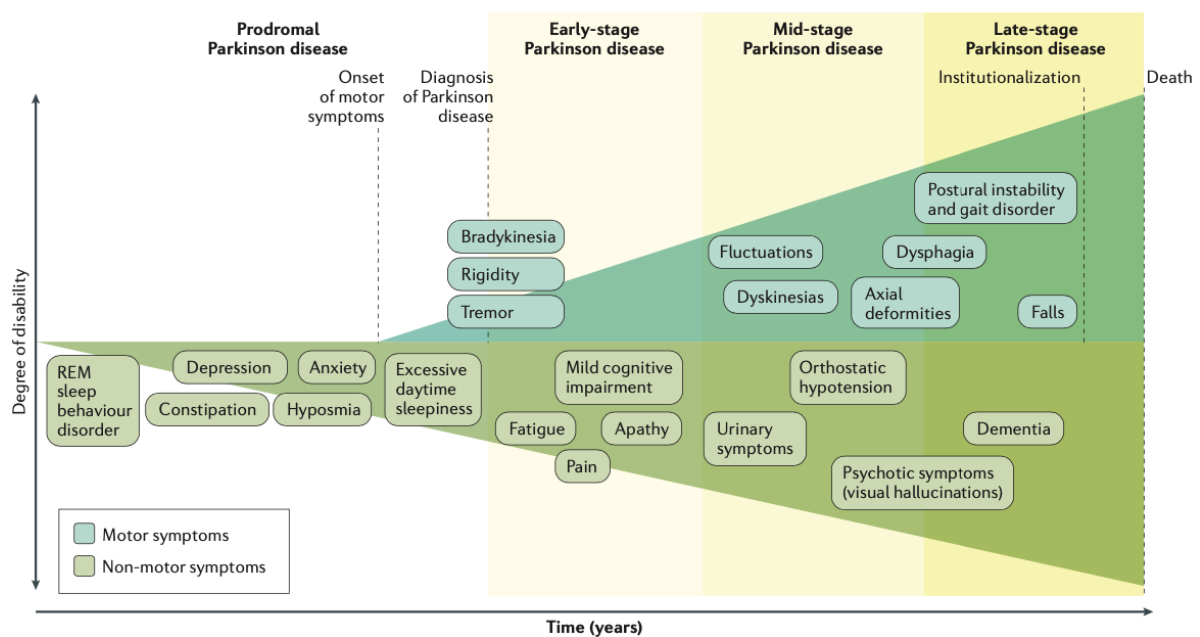 Prodromal
Parkinson disease
Early-stage
Parkinson disease
Mid-stage
Parkinson disease
Late-stage
Parkinson disease
Onset
of motor
symptoms
Diagnosis
of Parkinson
disease
Institutionalization
Death
Degree of disability
Postural instability
and gait disorder
Bradykinesia
Rigidity
Tremor
Fluctuations
Dysphagia
Dyskinesias
Axial
deformities
Falls
REM
sleep
behaviour
disorder
Depression
Anxiety
Constipation
Hyposmia
Excessive
daytime
sleepiness
Mild cognitive
impairment
Fatigue
Apathy
Pain
Orthostatic
hypotension
Urinary
symptoms
Dementia
Psychotic symptoms
(visual hallucinations)
Motor symptoms
Non-motor symptoms
Time (years)